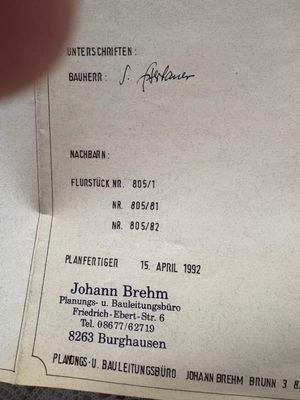 UNTERSCHRIFTEN:
BAUHERR: S.
NACHBARN:
FLURSTÜCK NR. 805/1
NR. 805/81
NR. 805/82
PLANFERTIGER 15. APRIL 1992
Johann Brehm
Planungs- u. Bauleitungsbüro
Friedrich-Ebert-Str. 6
Tel. 08677/62719
8263 Burghausen
PLANUNGS-U. BAULEITUNGSBÜRO JOHANN BREHM BRUNN 3